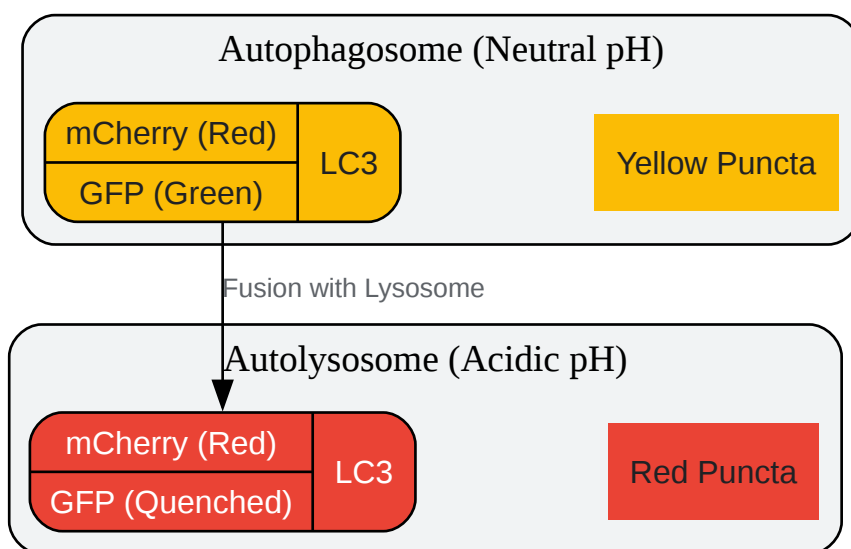 Autophagosome (Neutral pH)
mCherry (Red)
GFP (Green)
LC3
Yellow Puncta
Fusion with Lysosome
Autolysosome (Acidic pH)
mCherry (Red)
GFP (Quenched)
LC3
Red Puncta